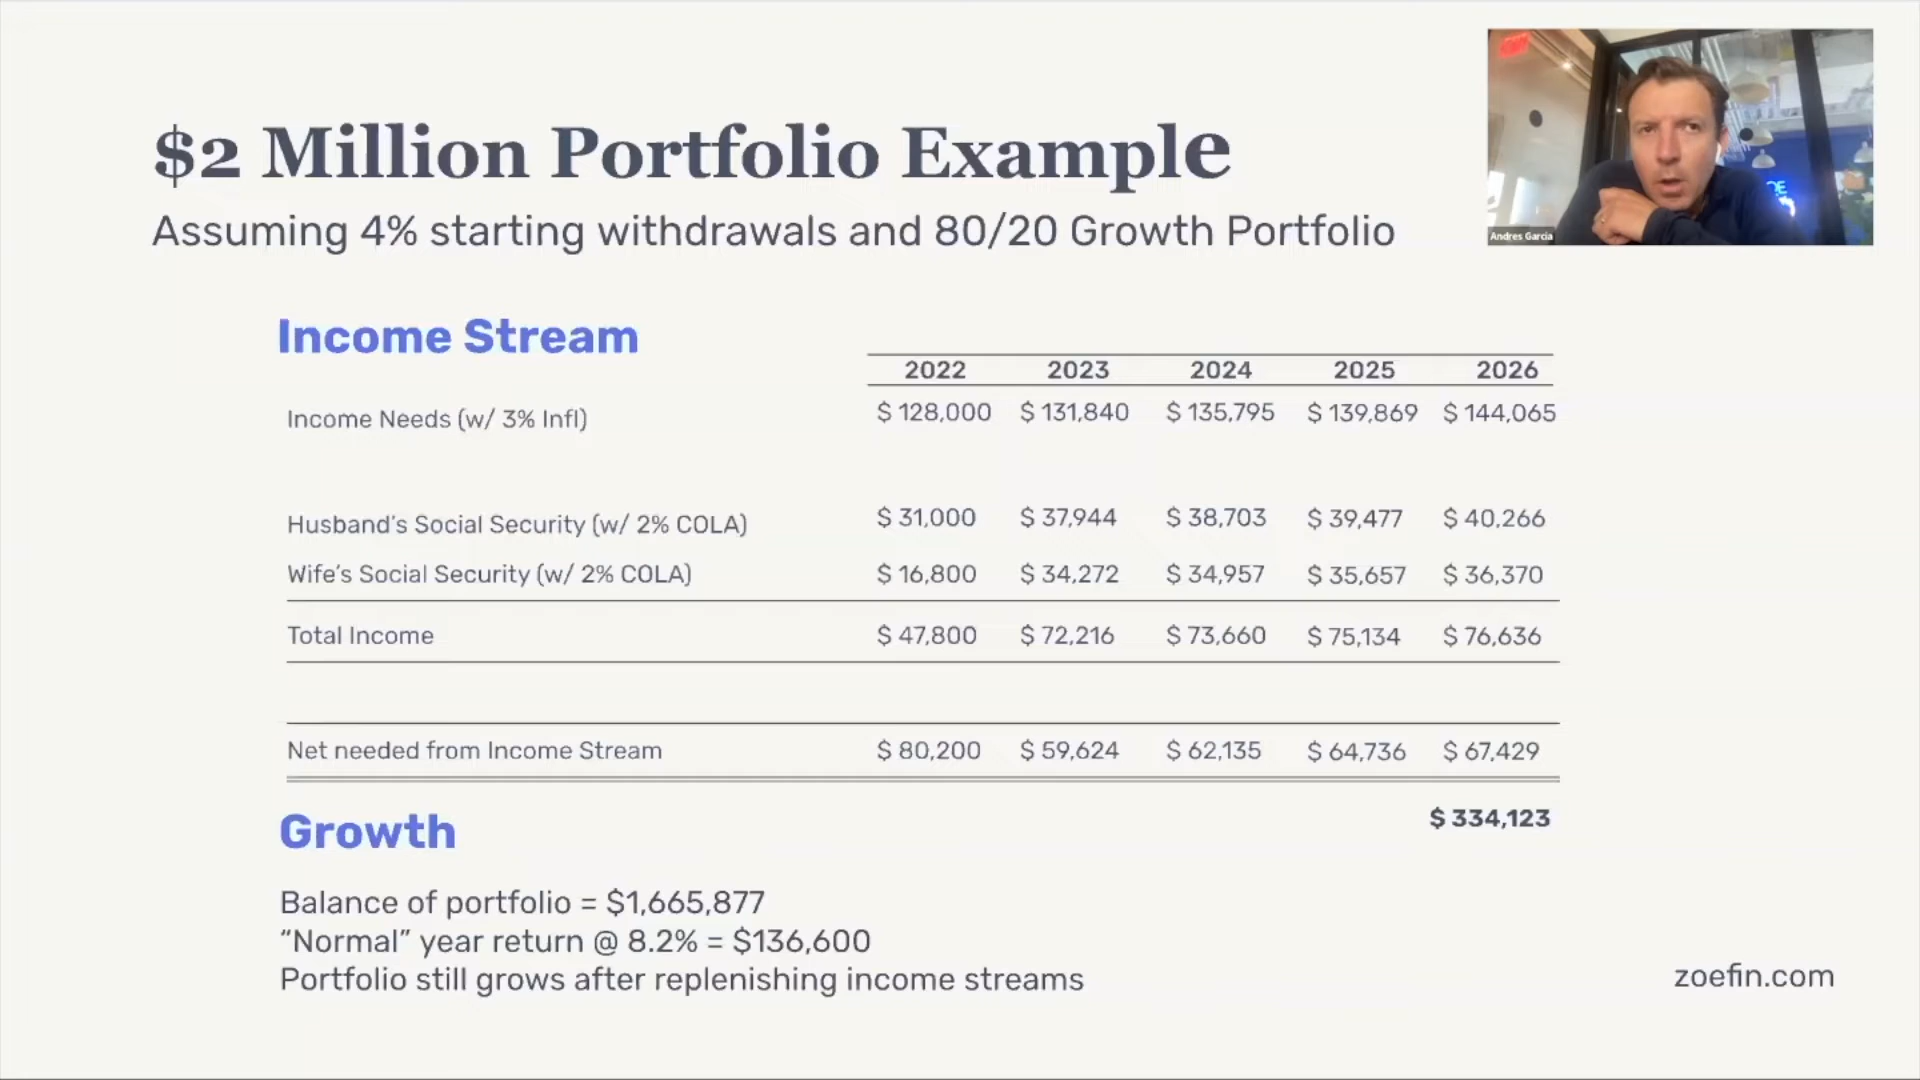 $2 Million Portfolio Example
Assuming 4% starting withdrawals and 80/20 Growth Portfolio
Andres Garcia
Income Stream
2022 2023 2024 2025 2026
Income Needs (w/ 3% Infl) $ 128,000 $ 131,840 $ 135,795 $ 139,869 $ 144,065
Husband's Social Security (w/ 2% COLA) $ 31,000 $ 37,944 $ 38,703 $ 39,477 $ 40,266
Wife's Social Security (w/ 2% COLA) $ 16,800 $ 34,272 $ 34,957 $ 35,657 $ 36,370
Total Income $ 47,800 $ 72,216 $ 73,660 $ 75,134 $ 76,636
Net needed from Income Stream $ 80,200 $ 59,624 $ 62,135 $ 64,736 $ 67,429
$ 334,123
Growth
Balance of portfolio = $1,665,877
“Normal” year return @ 8.2% = $136,600
Portfolio still grows after replenishing income streams
zoefin.com